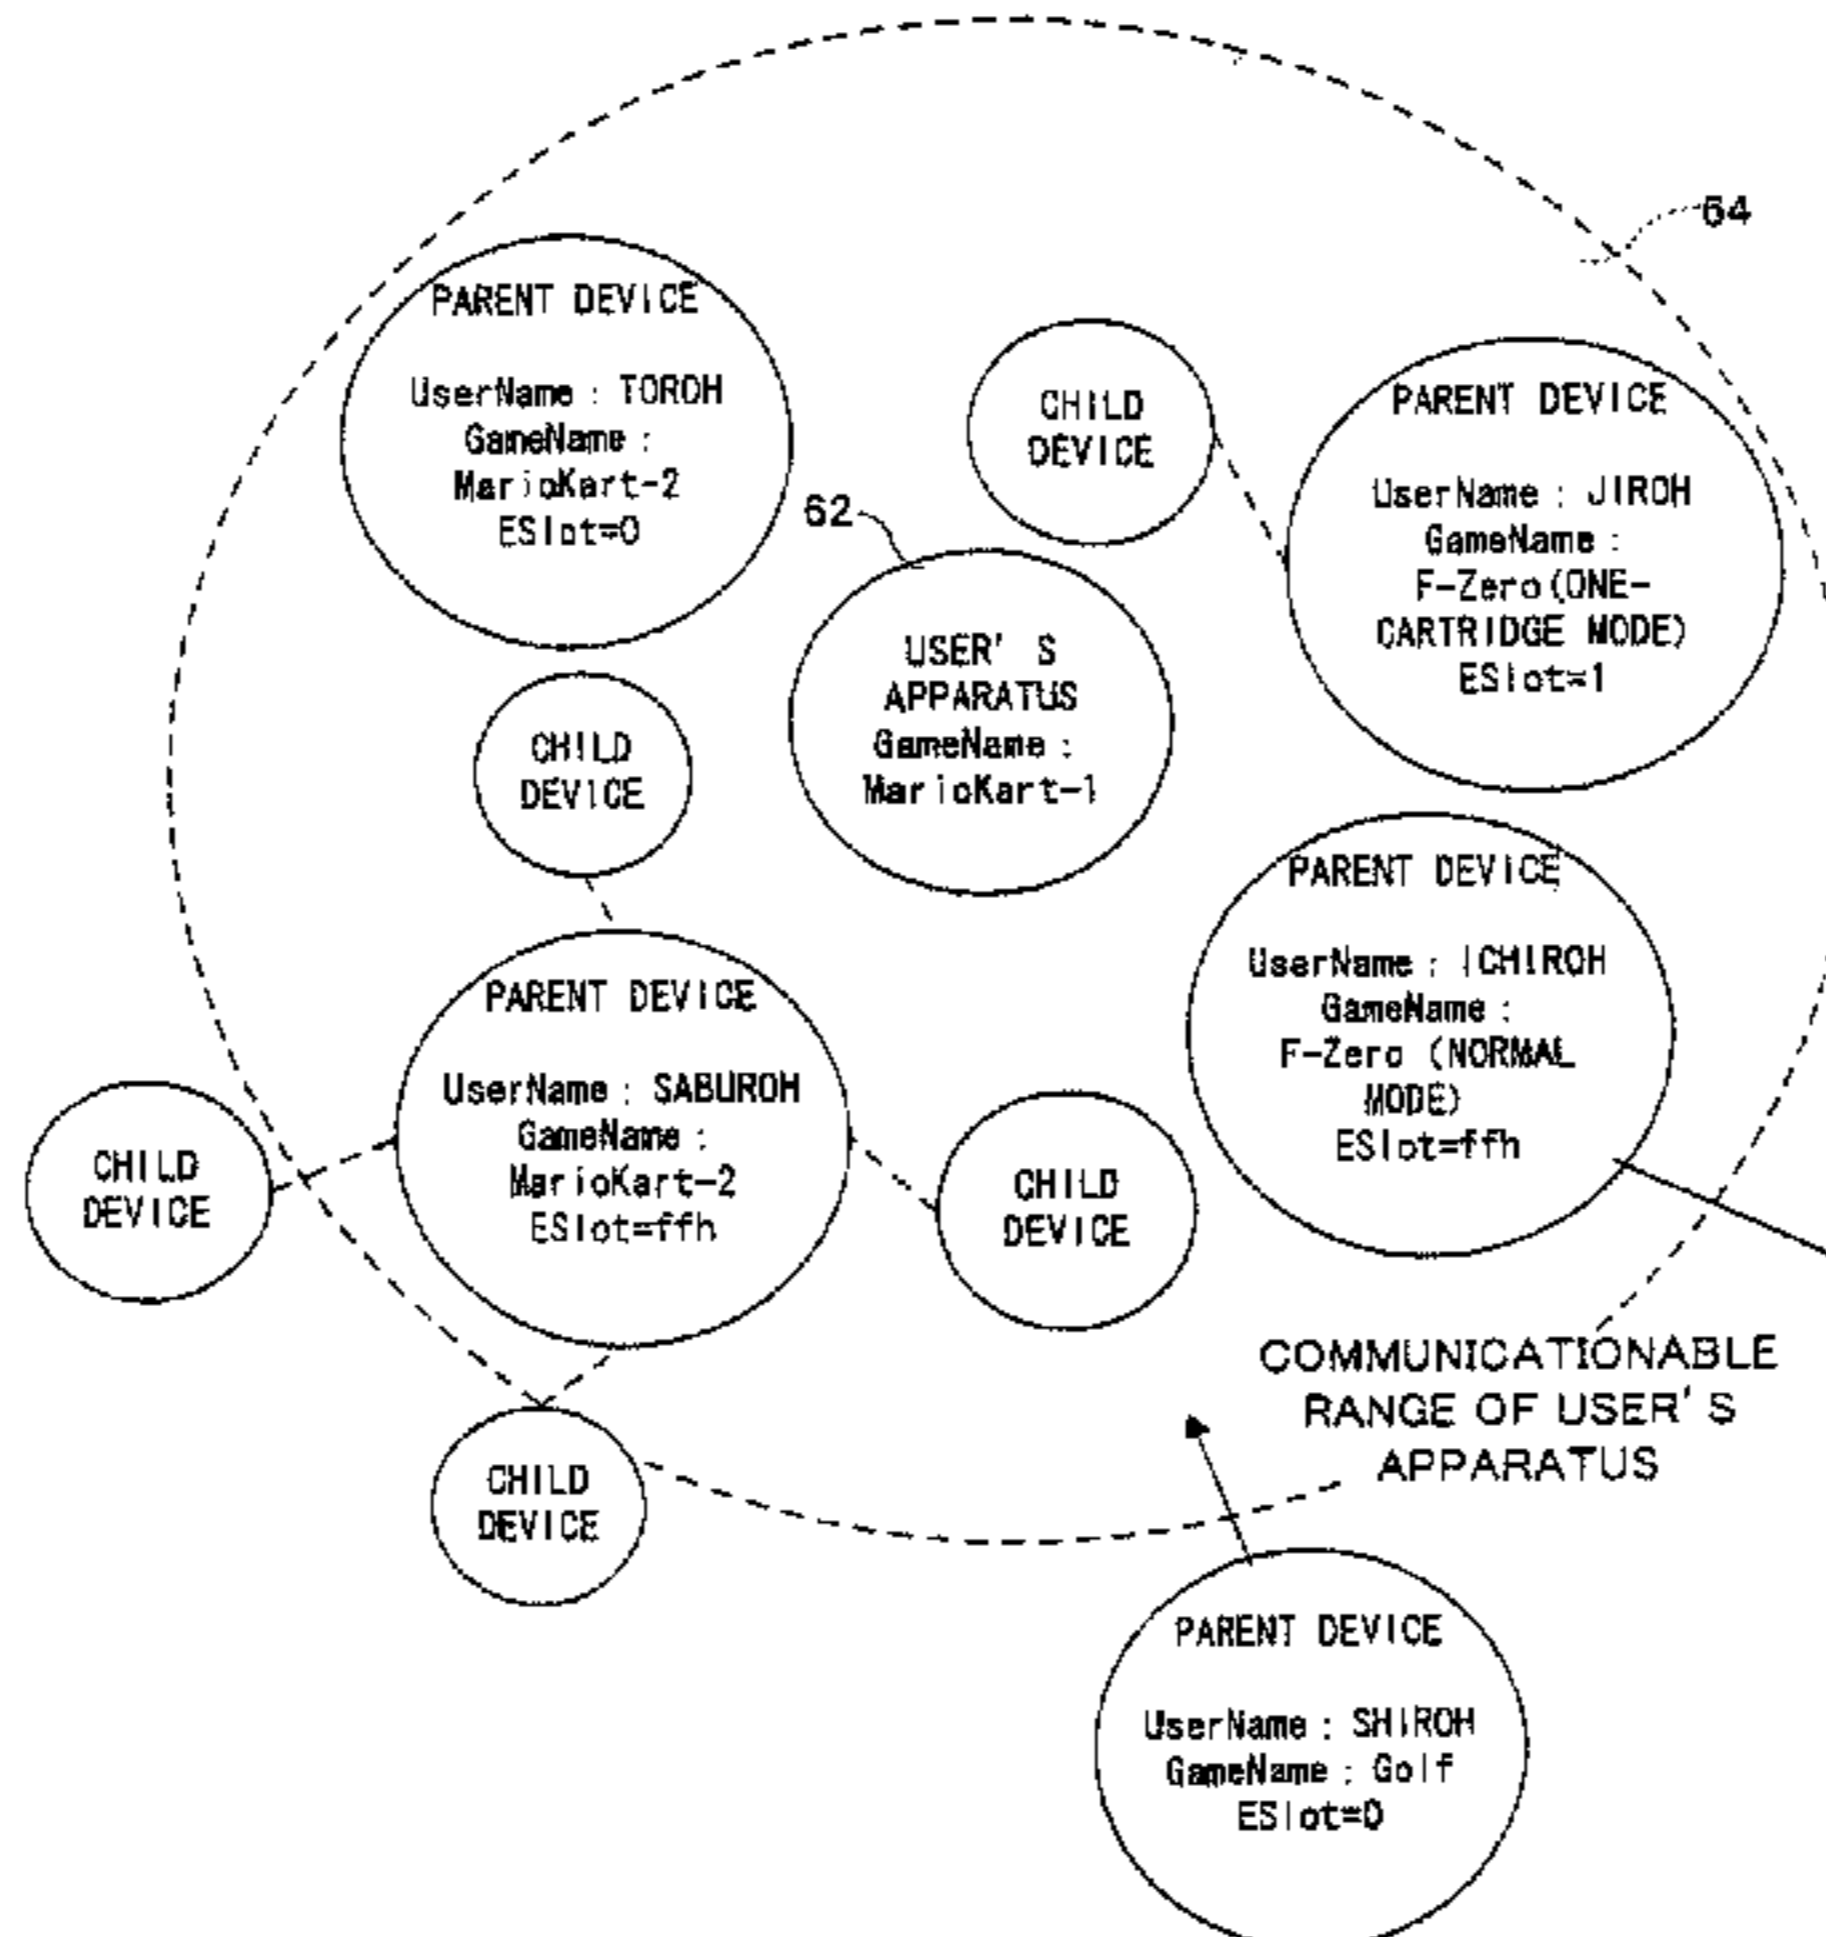 64
PARENT DEVICE
UserName : TOROH
GameName :
MarioKart-2
ESlot=0
CHILD
DEVICE
PARENT DEVICE
UserName : JIROH
GameName :
F-Zero(ONE-
CARTRIDGE MODE)
ESlot=1
62
USER'S
APPARATUS
GameName :
MarioKart-1
CHILD
DEVICE
PARENT DEVICE
UserName : ICHIROH
GameName :
F-Zero (NORMAL
MODE)
ESlot=ffh
PARENT DEVICE
UserName : SABUROH
GameName :
MarioKart-2
ESlot=ffh
CHILD
DEVICE
CHILD
DEVICE
COMMUNICATIONABLE
RANGE OF USER'S
APPARATUS
CHILD
DEVICE
PARENT DEVICE
UserName : SHIROH
GameName : Golf
ESlot=0